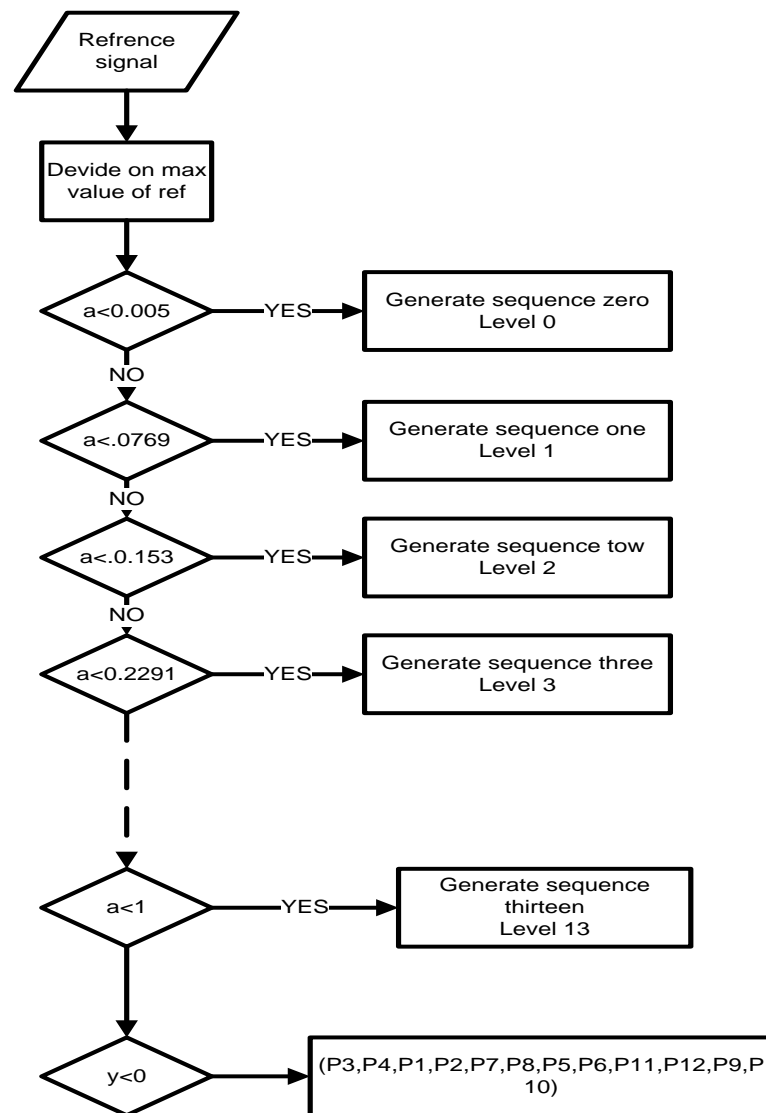 Refrence
signal
Devide on max
value of ref
a<0.005
YES
Generate sequence zero
Level 0
NO
a<.0769
YES
Generate sequence one
Level 1
NO
a<.0.153
YES
Generate sequence tow
Level 2
NO
a<0.2291
YES
Generate sequence three
Level 3
a<1
YES
Generate sequence
thirteen
Level 13
y<0
(P3,P4,P1,P2,P7,P8,P5,P6,P11,P12,P9,P
10)